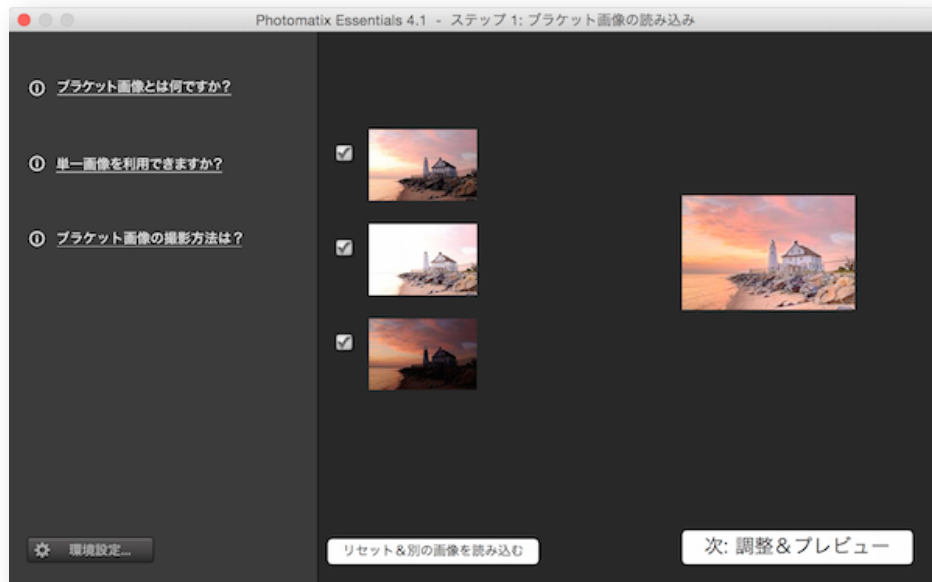 Photomatix Essentials 4.1 - ステップ 1: ブラケット画像の読み込み
ブラケット画像とは何ですか?
単一画像を利用できますか?
ブラケット画像の撮影方法は？
環境設定...
リセット＆別の画像を読み込む
次: 調整＆プレビュー